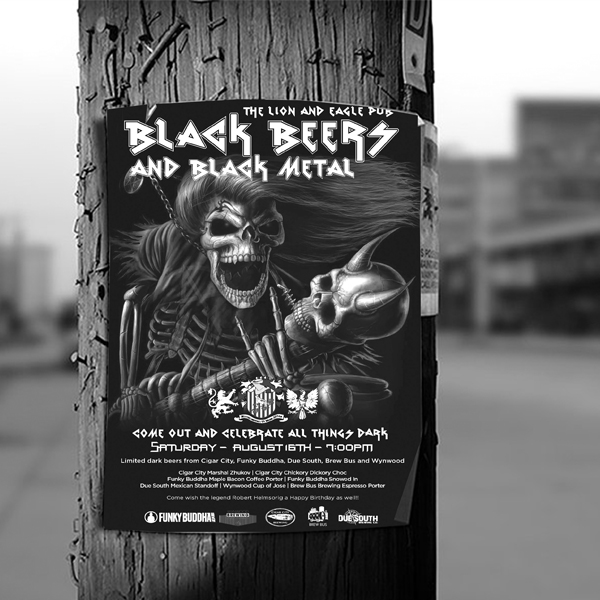 THE LION AND EAGLE PUB
BLACK BEERS
AND BLACK METAL
COME OUT AND CELEBRATE ALL THINGS DARK
SATURDAY - AUGUST 16TH - 7:00PM
Limited dark beers from Cigar City, Funky Buddha, Due South, Brew Bus and Wynwood
Cigar City Marshal Zhukov | Cigar City Chickory Dickory Choc
Funky Buddha Maple Bacon Coffee Porter | Funky Buddha Snowed in
Due South Mexican Standoff | Wynwood Cup of Jose | Brew Bus Brewing Espresso Porter
Come wish the legend Robert Helmsorig a Happy Birthday as well!!
FUNKY BUDDHA
BREWING
BREW BUS
DUE SOUTH